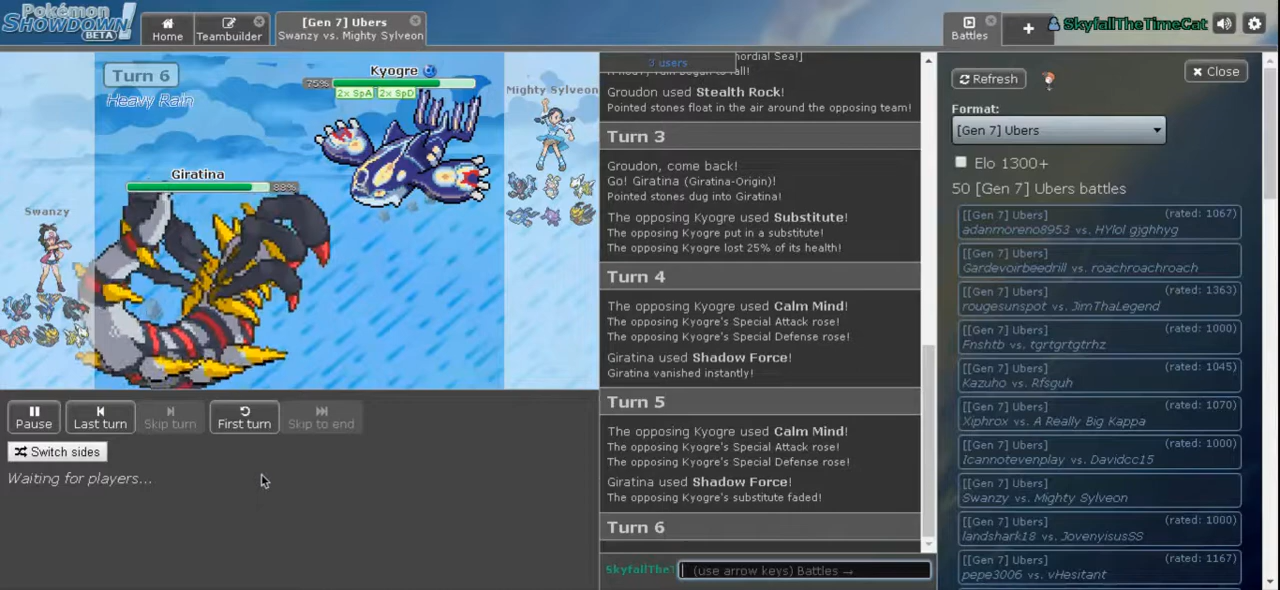 Pokémon
Showdown!
BETA
Home
Teambuilder
[Gen 7] Ubers
Swanzy vs. Mighty Sylveon
Battles
SkyfallTheTimeCat
Turn 6
Heavy Rain
Kyogre
75%
2x SpA 2x SpD
Mighty Sylveon
Giratina
88%
Swanzy
Pause
Last turn
Skip turn
First turn
Skip to end
Switch sides
Waiting for players...
3 users
mordial Sea!]
Groudon used Stealth Rock!
Pointed stones float in the air around the opposing team!
Turn 3
Groudon, come back!
Go! Giratina (Giratina-Origin)!
Pointed stones dug into Giratina!
The opposing Kyogre used Substitute!
The opposing Kyogre put in a substitute!
The opposing Kyogre lost 25% of its health!
Turn 4
The opposing Kyogre used Calm Mind!
The opposing Kyogre's Special Attack rose!
The opposing Kyogre's Special Defense rose!
Giratina used Shadow Force!
Giratina vanished instantly!
Turn 5
The opposing Kyogre used Calm Mind!
The opposing Kyogre's Special Attack rose!
The opposing Kyogre's Special Defense rose!
Giratina used Shadow Force!
The opposing Kyogre's substitute faded!
Turn 6
SkyfallTheT
(use arrow keys) Battles →
Refresh
Close
Format:
[Gen 7] Ubers
Elo 1300+
50 [Gen 7] Ubers battles
[[Gen 7] Ubers] (rated: 1067)
adanmoreno8953 vs. HYlol gjghhyg
[[Gen 7] Ubers]
Gardevoirbeedrill vs. roachroachroach
[[Gen 7] Ubers] (rated: 1363)
rougesunspot vs. JimThaLegend
[[Gen 7] Ubers] (rated: 1000)
Fnshtb vs. tgrtgrtgtrhz
[[Gen 7] Ubers] (rated: 1045)
Kazuho vs. Rfsguh
[[Gen 7] Ubers] (rated: 1070)
Xiphrox vs. A Really Big Kappa
[[Gen 7] Ubers] (rated: 1000)
Icannotevenplay vs. Davidcc15
[[Gen 7] Ubers]
Swanzy vs. Mighty Sylveon
[[Gen 7] Ubers] (rated: 1000)
landshark18 vs. JovenyisusSS
[[Gen 7] Ubers] (rated: 1167)
pepe3006 vs. vHesitant